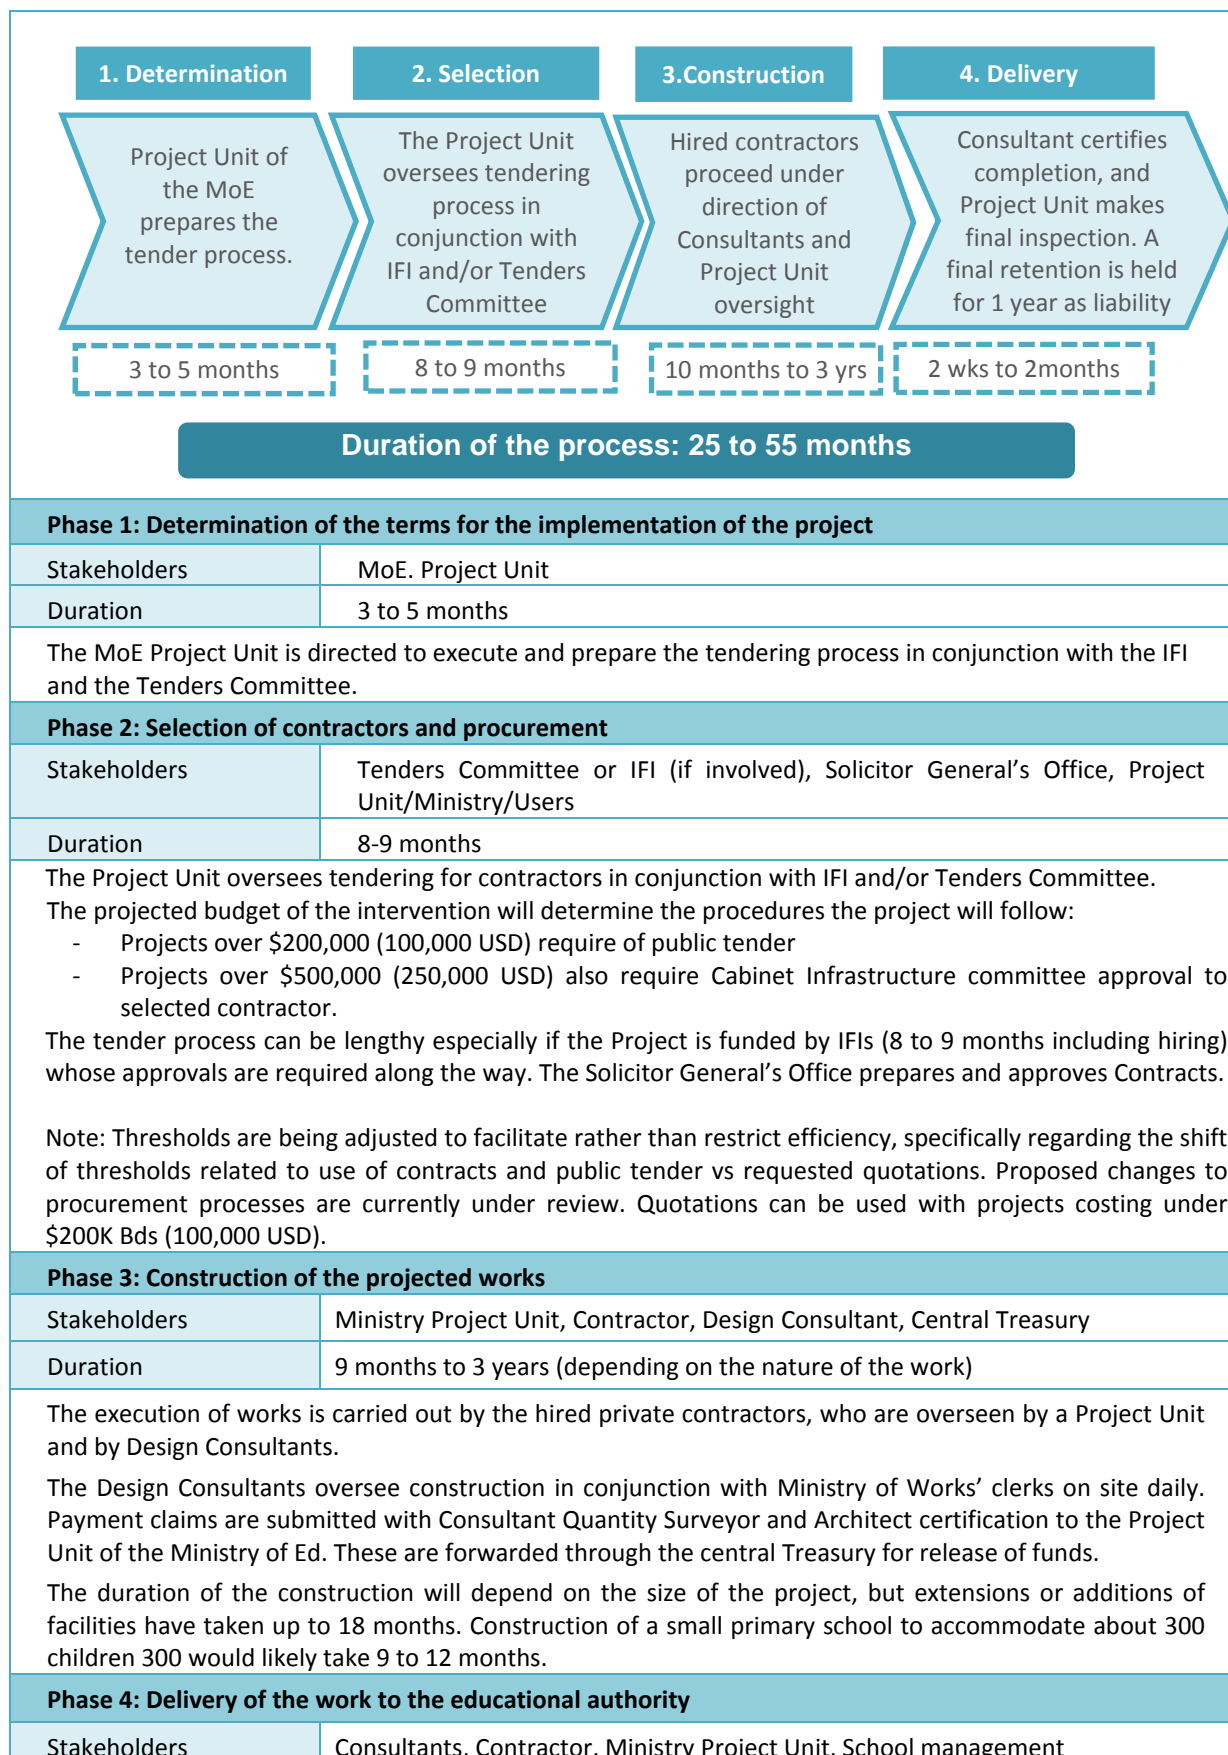 1. Determination
2. Selection
3.Construction
4. Delivery
Project Unit of
the MoE
prepares the
tender process.
The Project Unit
oversees tendering
process in
conjunction with
IFI and/or Tenders
Committee
Hired contractors
proceed under
direction of
Consultants and
Project Unit
oversight
Consultant certifies
completion, and
Project Unit makes
final inspection. A
final retention is held
for 1 year as liability
3 to 5 months
8 to 9 months
10 months to 3 yrs
2 wks to 2months
Duration of the process: 25 to 55 months
Phase 1: Determination of the terms for the implementation of the project
Stakeholders MoE. Project Unit
Duration 3 to 5 months
The MoE Project Unit is directed to execute and prepare the tendering process in conjunction with the IFI
and the Tenders Committee.
Phase 2: Selection of contractors and procurement
Stakeholders Tenders Committee or IFI (if involved), Solicitor General’s Office, Project
Unit/Ministry/Users
Duration 8-9 months
The Project Unit oversees tendering for contractors in conjunction with IFI and/or Tenders Committee.
The projected budget of the intervention will determine the procedures the project will follow:
- Projects over $200,000 (100,000 USD) require of public tender
- Projects over $500,000 (250,000 USD) also require Cabinet Infrastructure committee approval to
selected contractor.
The tender process can be lengthy especially if the Project is funded by IFIs (8 to 9 months including hiring)
whose approvals are required along the way. The Solicitor General’s Office prepares and approves Contracts.
Note: Thresholds are being adjusted to facilitate rather than restrict efficiency, specifically regarding the shift
of thresholds related to use of contracts and public tender vs requested quotations. Proposed changes to
procurement processes are currently under review. Quotations can be used with projects costing under
$200K Bds (100,000 USD).
Phase 3: Construction of the projected works
Stakeholders Ministry Project Unit, Contractor, Design Consultant, Central Treasury
Duration 9 months to 3 years (depending on the nature of the work)
The execution of works is carried out by the hired private contractors, who are overseen by a Project Unit
and by Design Consultants.
The Design Consultants oversee construction in conjunction with Ministry of Works’ clerks on site daily.
Payment claims are submitted with Consultant Quantity Surveyor and Architect certification to the Project
Unit of the Ministry of Ed. These are forwarded through the central Treasury for release of funds.
The duration of the construction will depend on the size of the project, but extensions or additions of
facilities have taken up to 18 months. Construction of a small primary school to accommodate about 300
children 300 would likely take 9 to 12 months.
Phase 4: Delivery of the work to the educational authority
Stakeholders Consultants, Contractor, Ministry Project Unit, School management